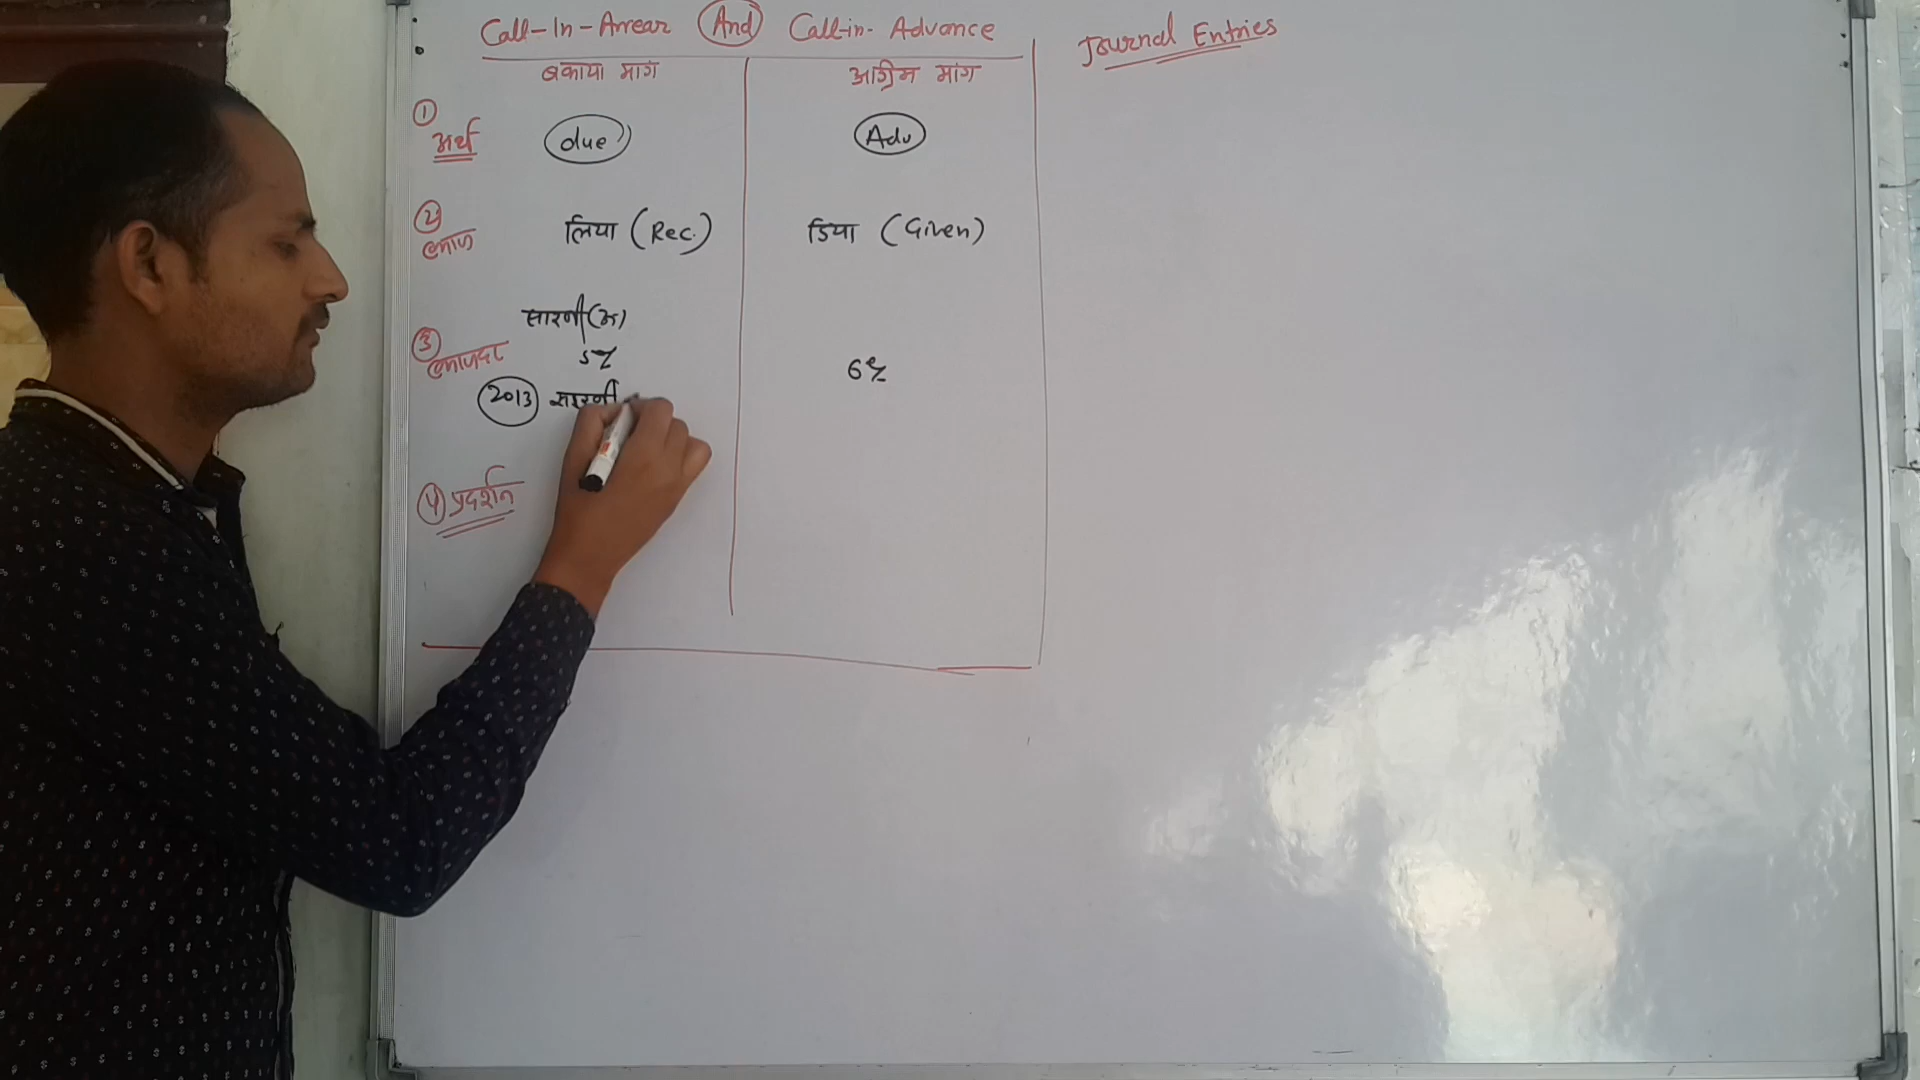 Call-In-Arrear And Call-in-Advance
Journal Entries
बकाया मांग
अग्रिम मांग
① अर्थ
due
Adv
② ब्याज
लिया (Rec.)
दिया (Given)
सारणी (अ)
③ ब्याजदर
5%
6%
2013 सारणी
④ प्रदर्शन